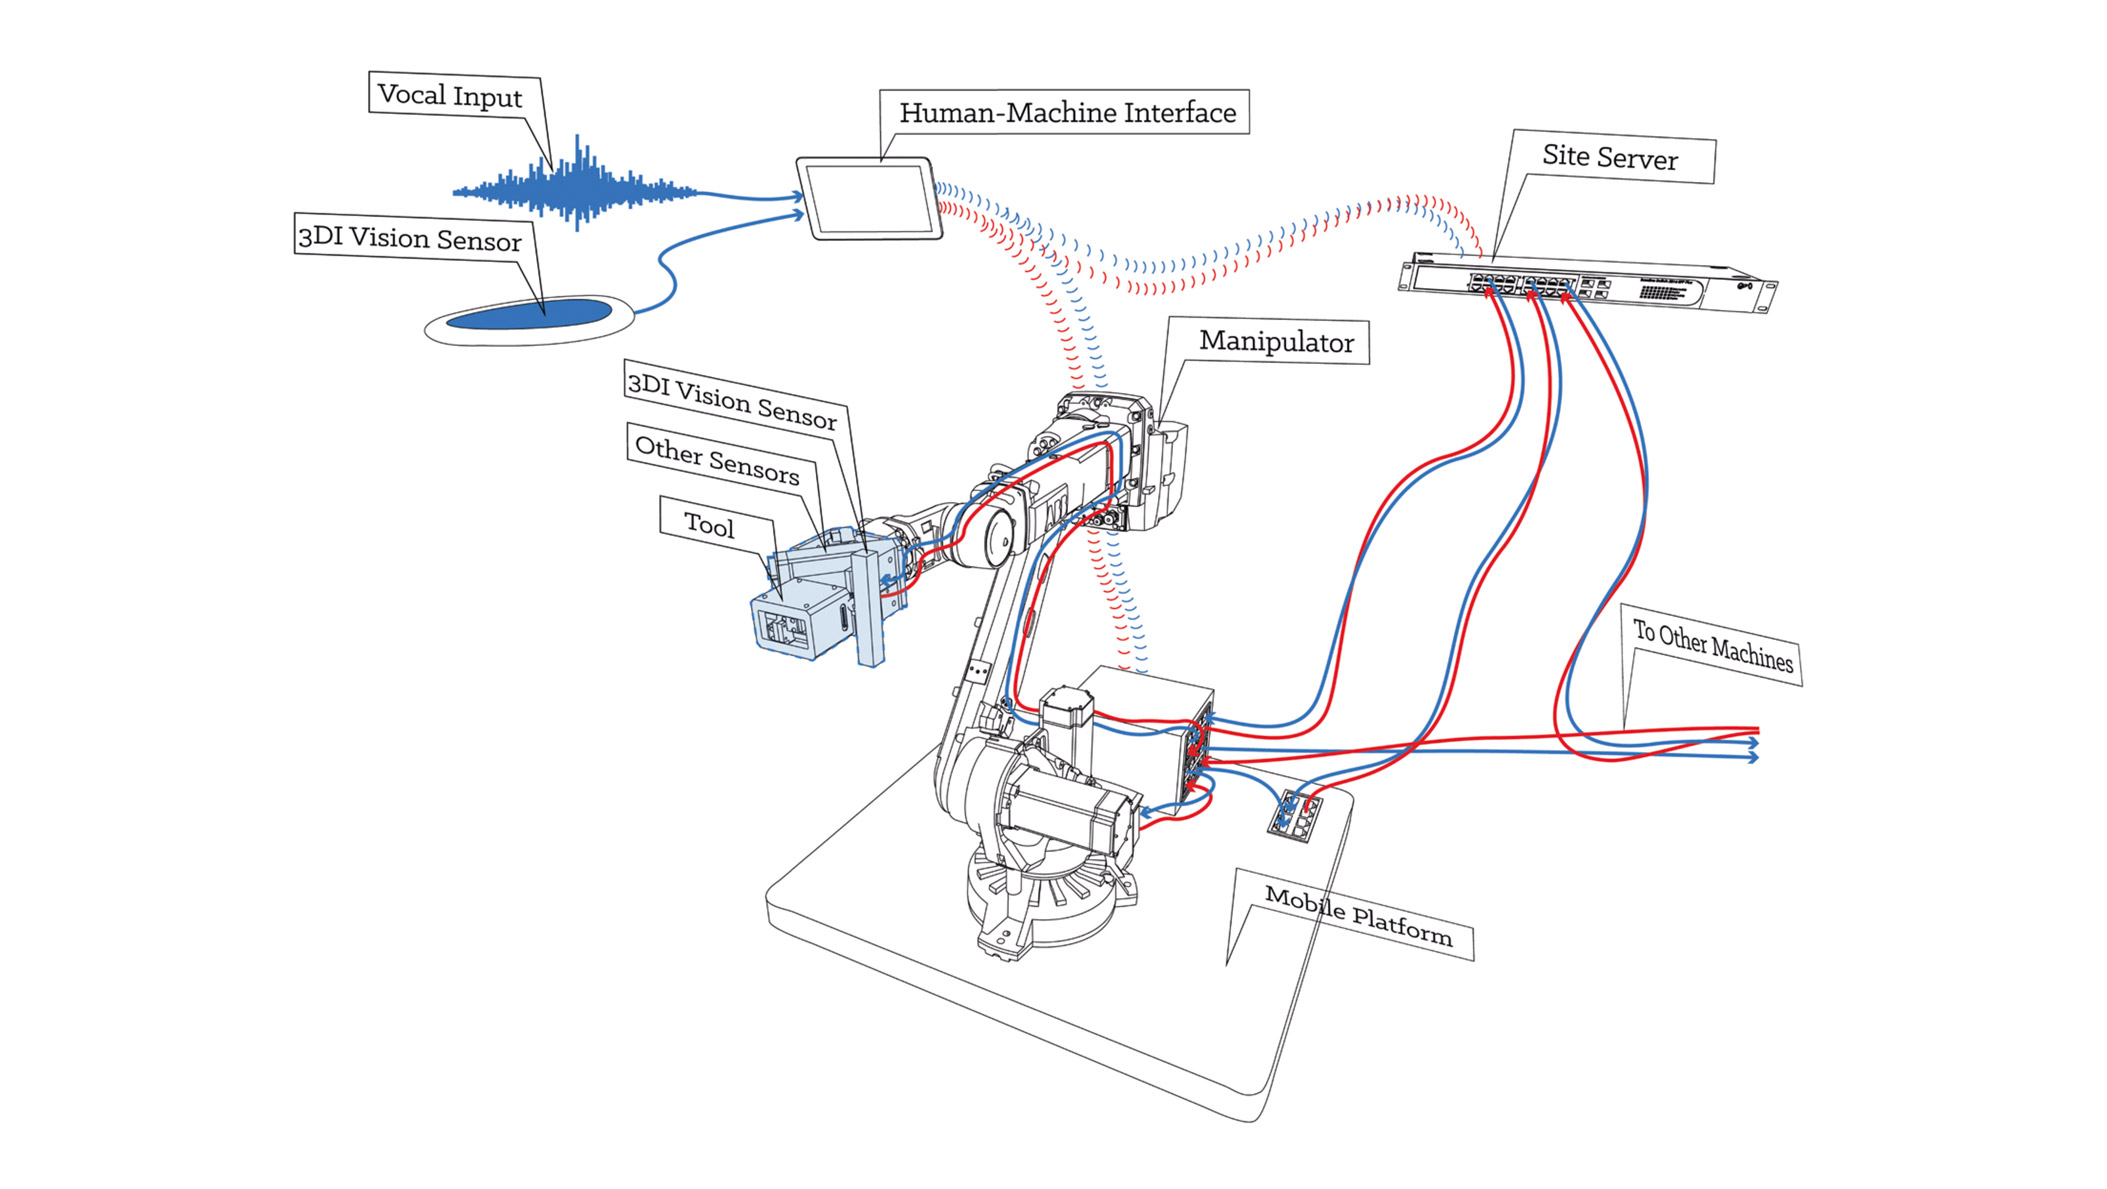 Vocal Input
Human-Machine Interface
Site Server
3DI Vision Sensor
Manipulator
3DI Vision Sensor
Other Sensors
Tool
ABB
To Other Machines
Mobile Platform